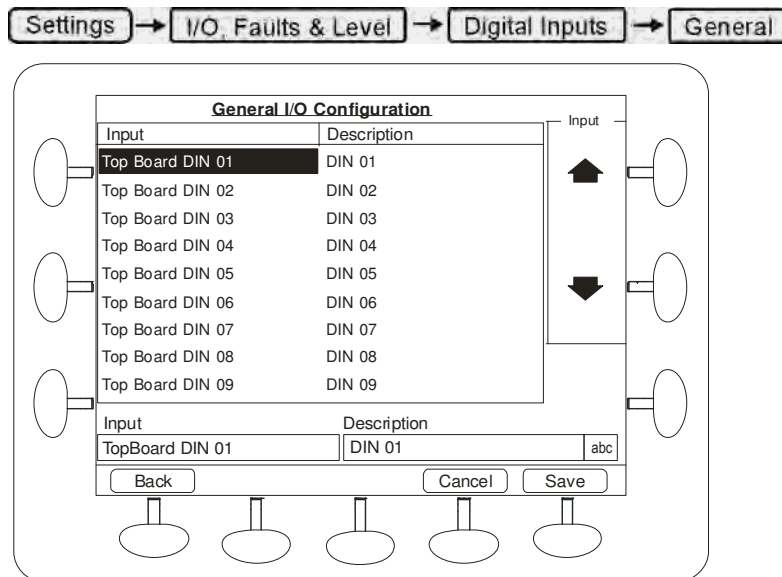 Settings I/O, Faults & Level Digital Inputs General
General I/O Configuration
Input
Input Description
Top Board DIN 01 DIN 01
Top Board DIN 02 DIN 02
Top Board DIN 03 DIN 03
Top Board DIN 04 DIN 04
Top Board DIN 05 DIN 05
Top Board DIN 06 DIN 06
Top Board DIN 07 DIN 07
Top Board DIN 08 DIN 08
Top Board DIN 09 DIN 09
Input Description
TopBoard DIN 01 DIN 01 abc
Back Cancel Save